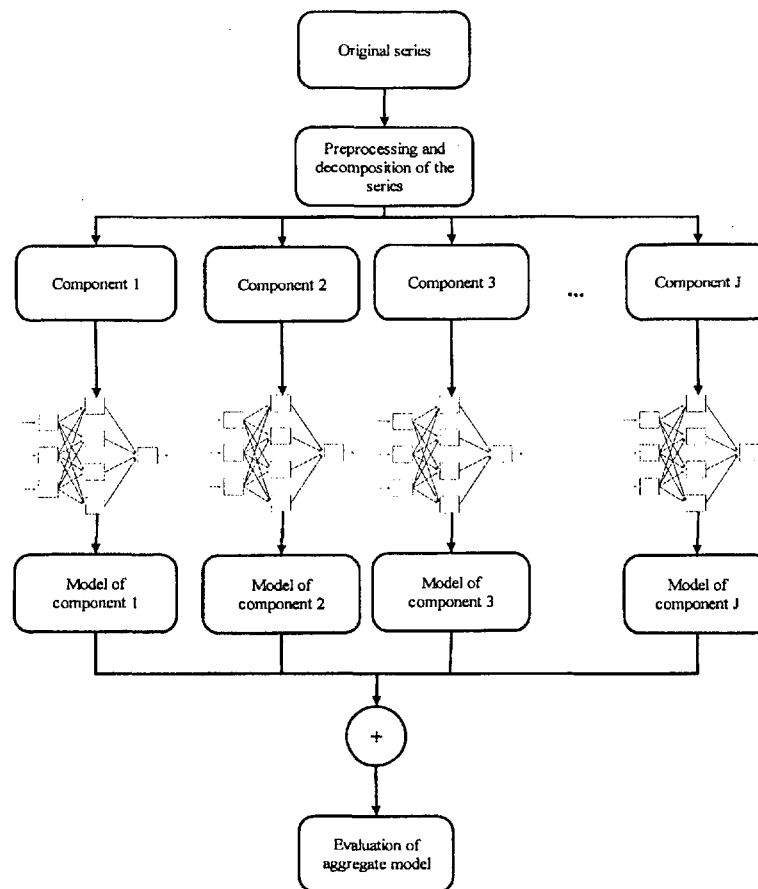 Original series
Preprocessing and
decomposition of the
series
Component 1
Component 2
Component 3
...
Component J
Model of
component 1
Model of
component 2
Model of
component 3
Model of
component J
+
Evaluation of
aggregate model